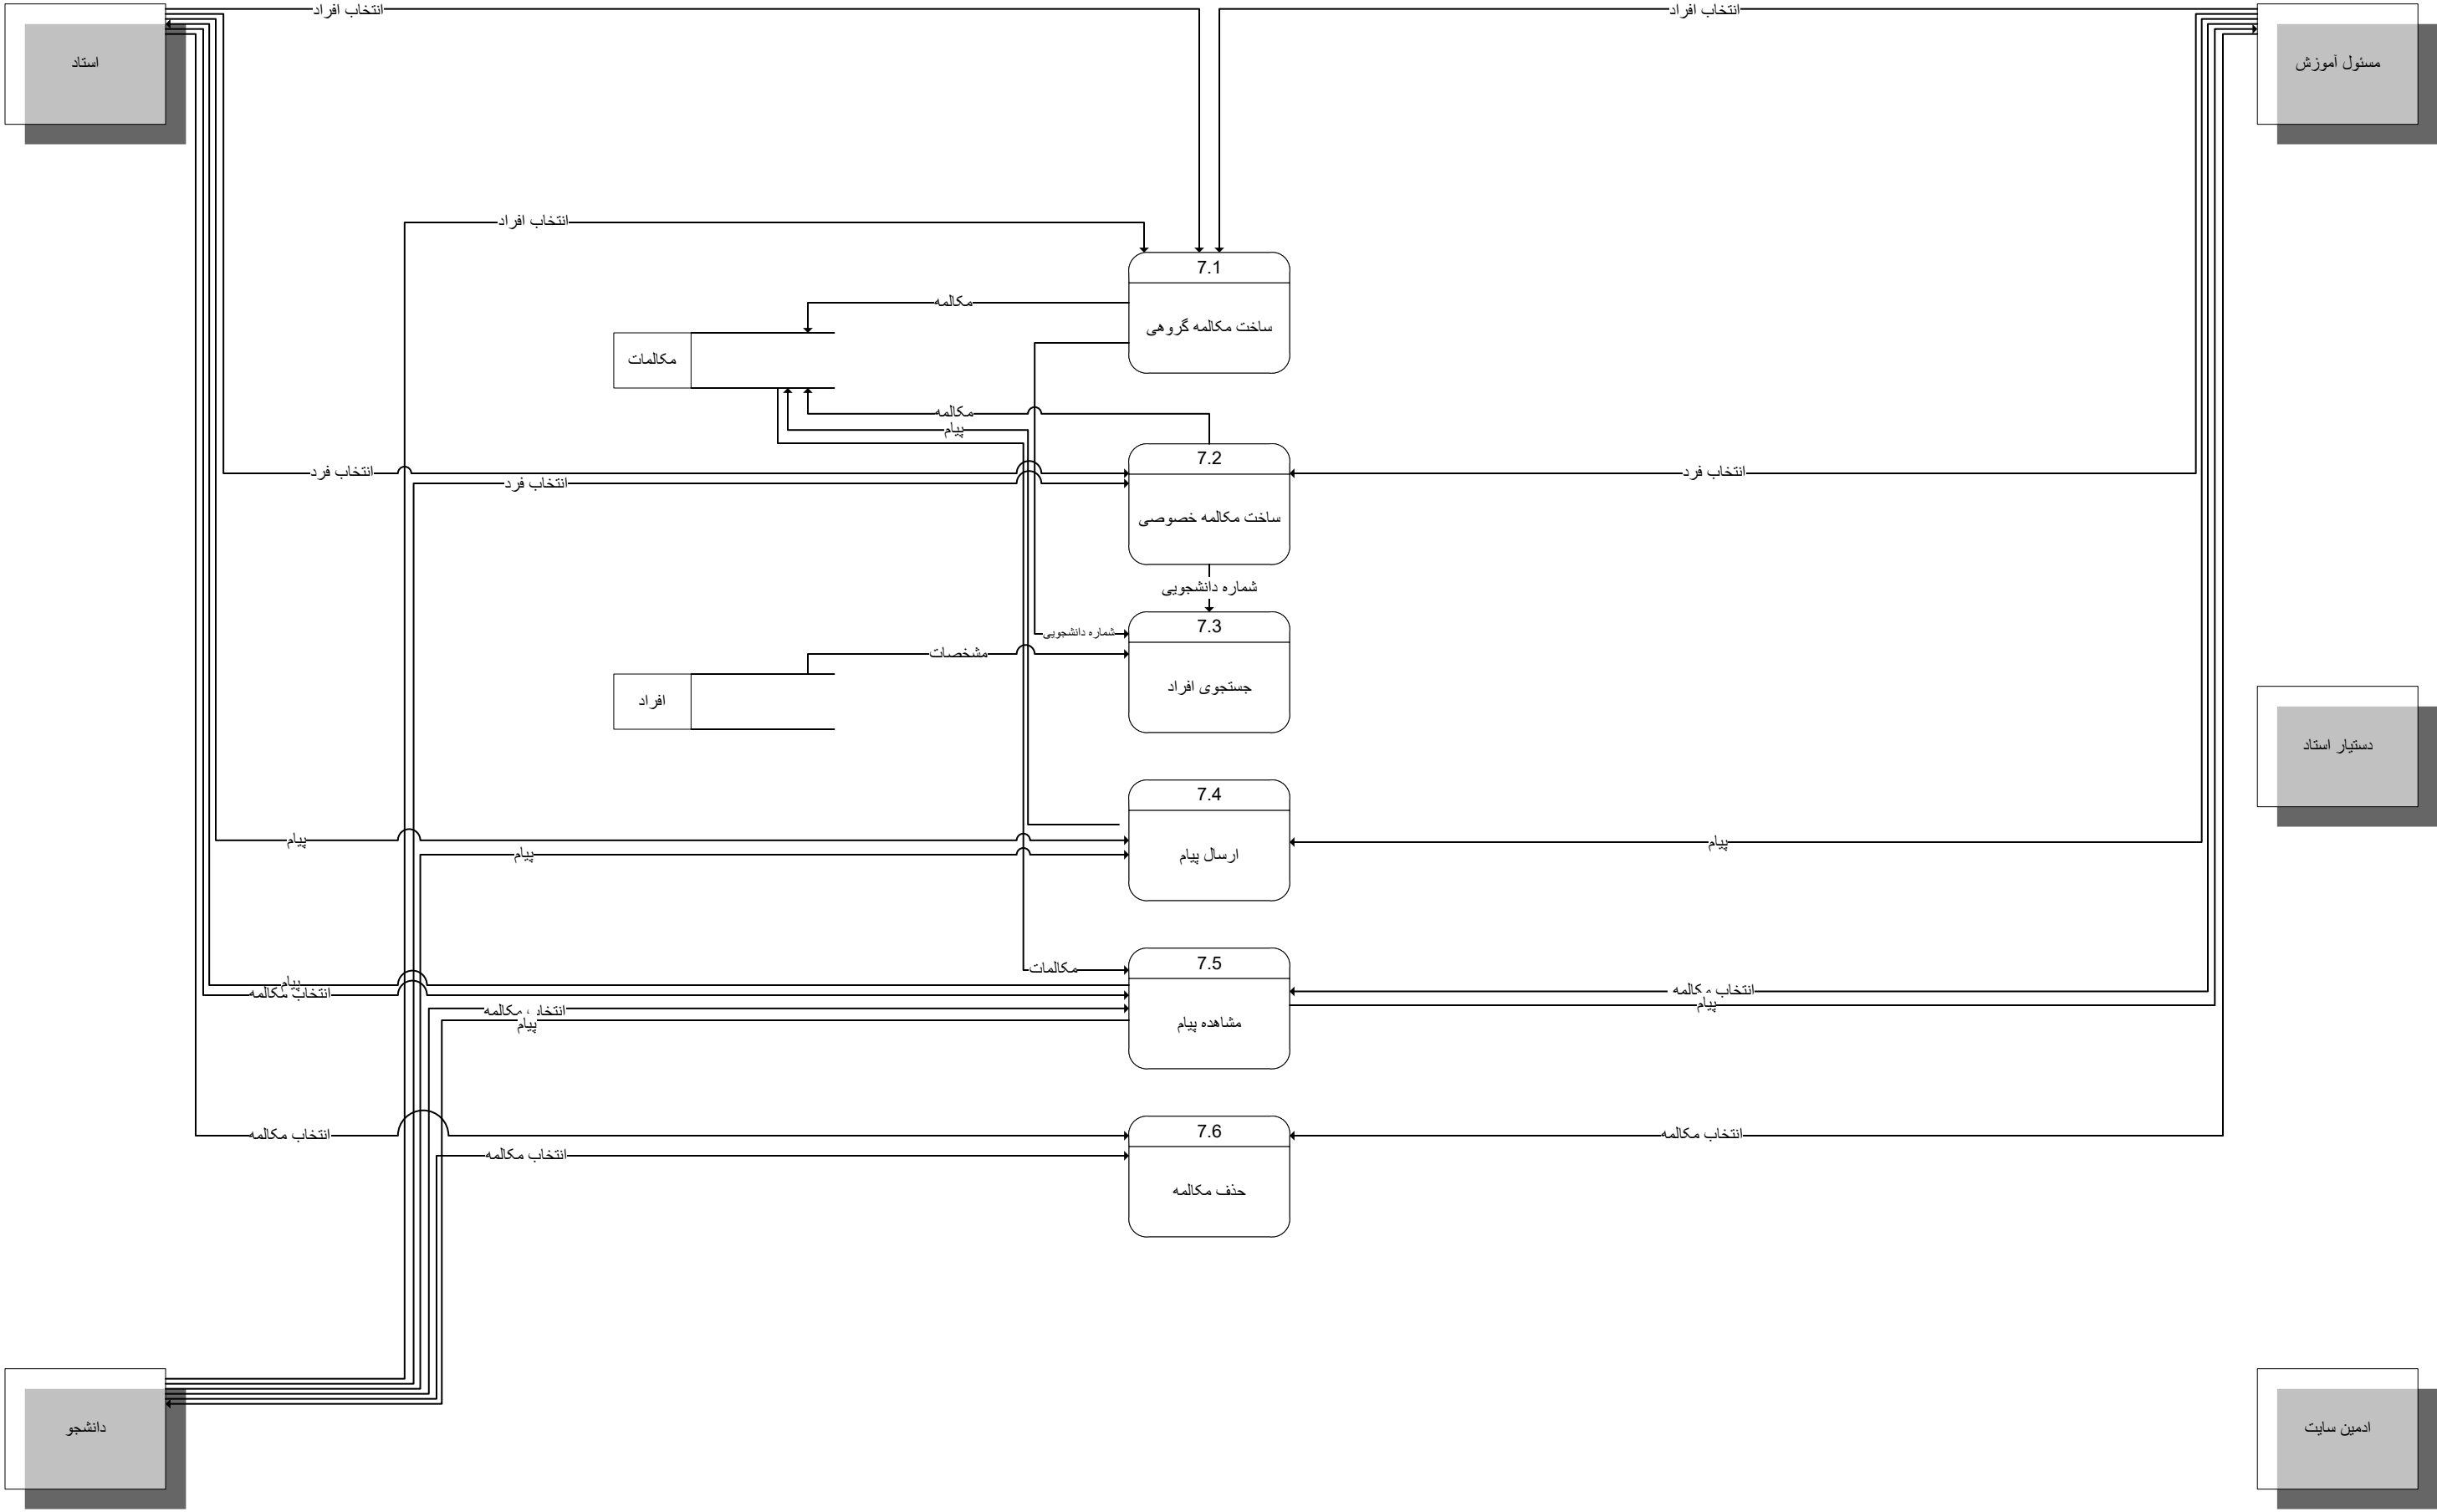 انتخاب افراد
انتخاب افراد
استاد
مسئول آموزش
انتخاب افراد
7.1
مکالمه
ساخت مکالمه گروهی
مکالمات
مکالمه
پیام
7.2
انتخاب فرد
انتخاب فرد
انتخاب فرد
ساخت مکالمه خصوصی
شماره دانشجویی
7.3
شماره دانشجویی
مشخصات
جستجوی افراد
افراد
دستیار استاد
7.4
پیام
پیام
پیام
ارسال پیام
7.5
مکالمات
پیام
انتخاب مکالمه
انتخاب مکالمه
پیام
انتخاب مکالمه
پیام
مشاهده پیام
7.6
انتخاب مکالمه
انتخاب مکالمه
انتخاب مکالمه
حذف مکالمه
دانشجو
ادمین سایت